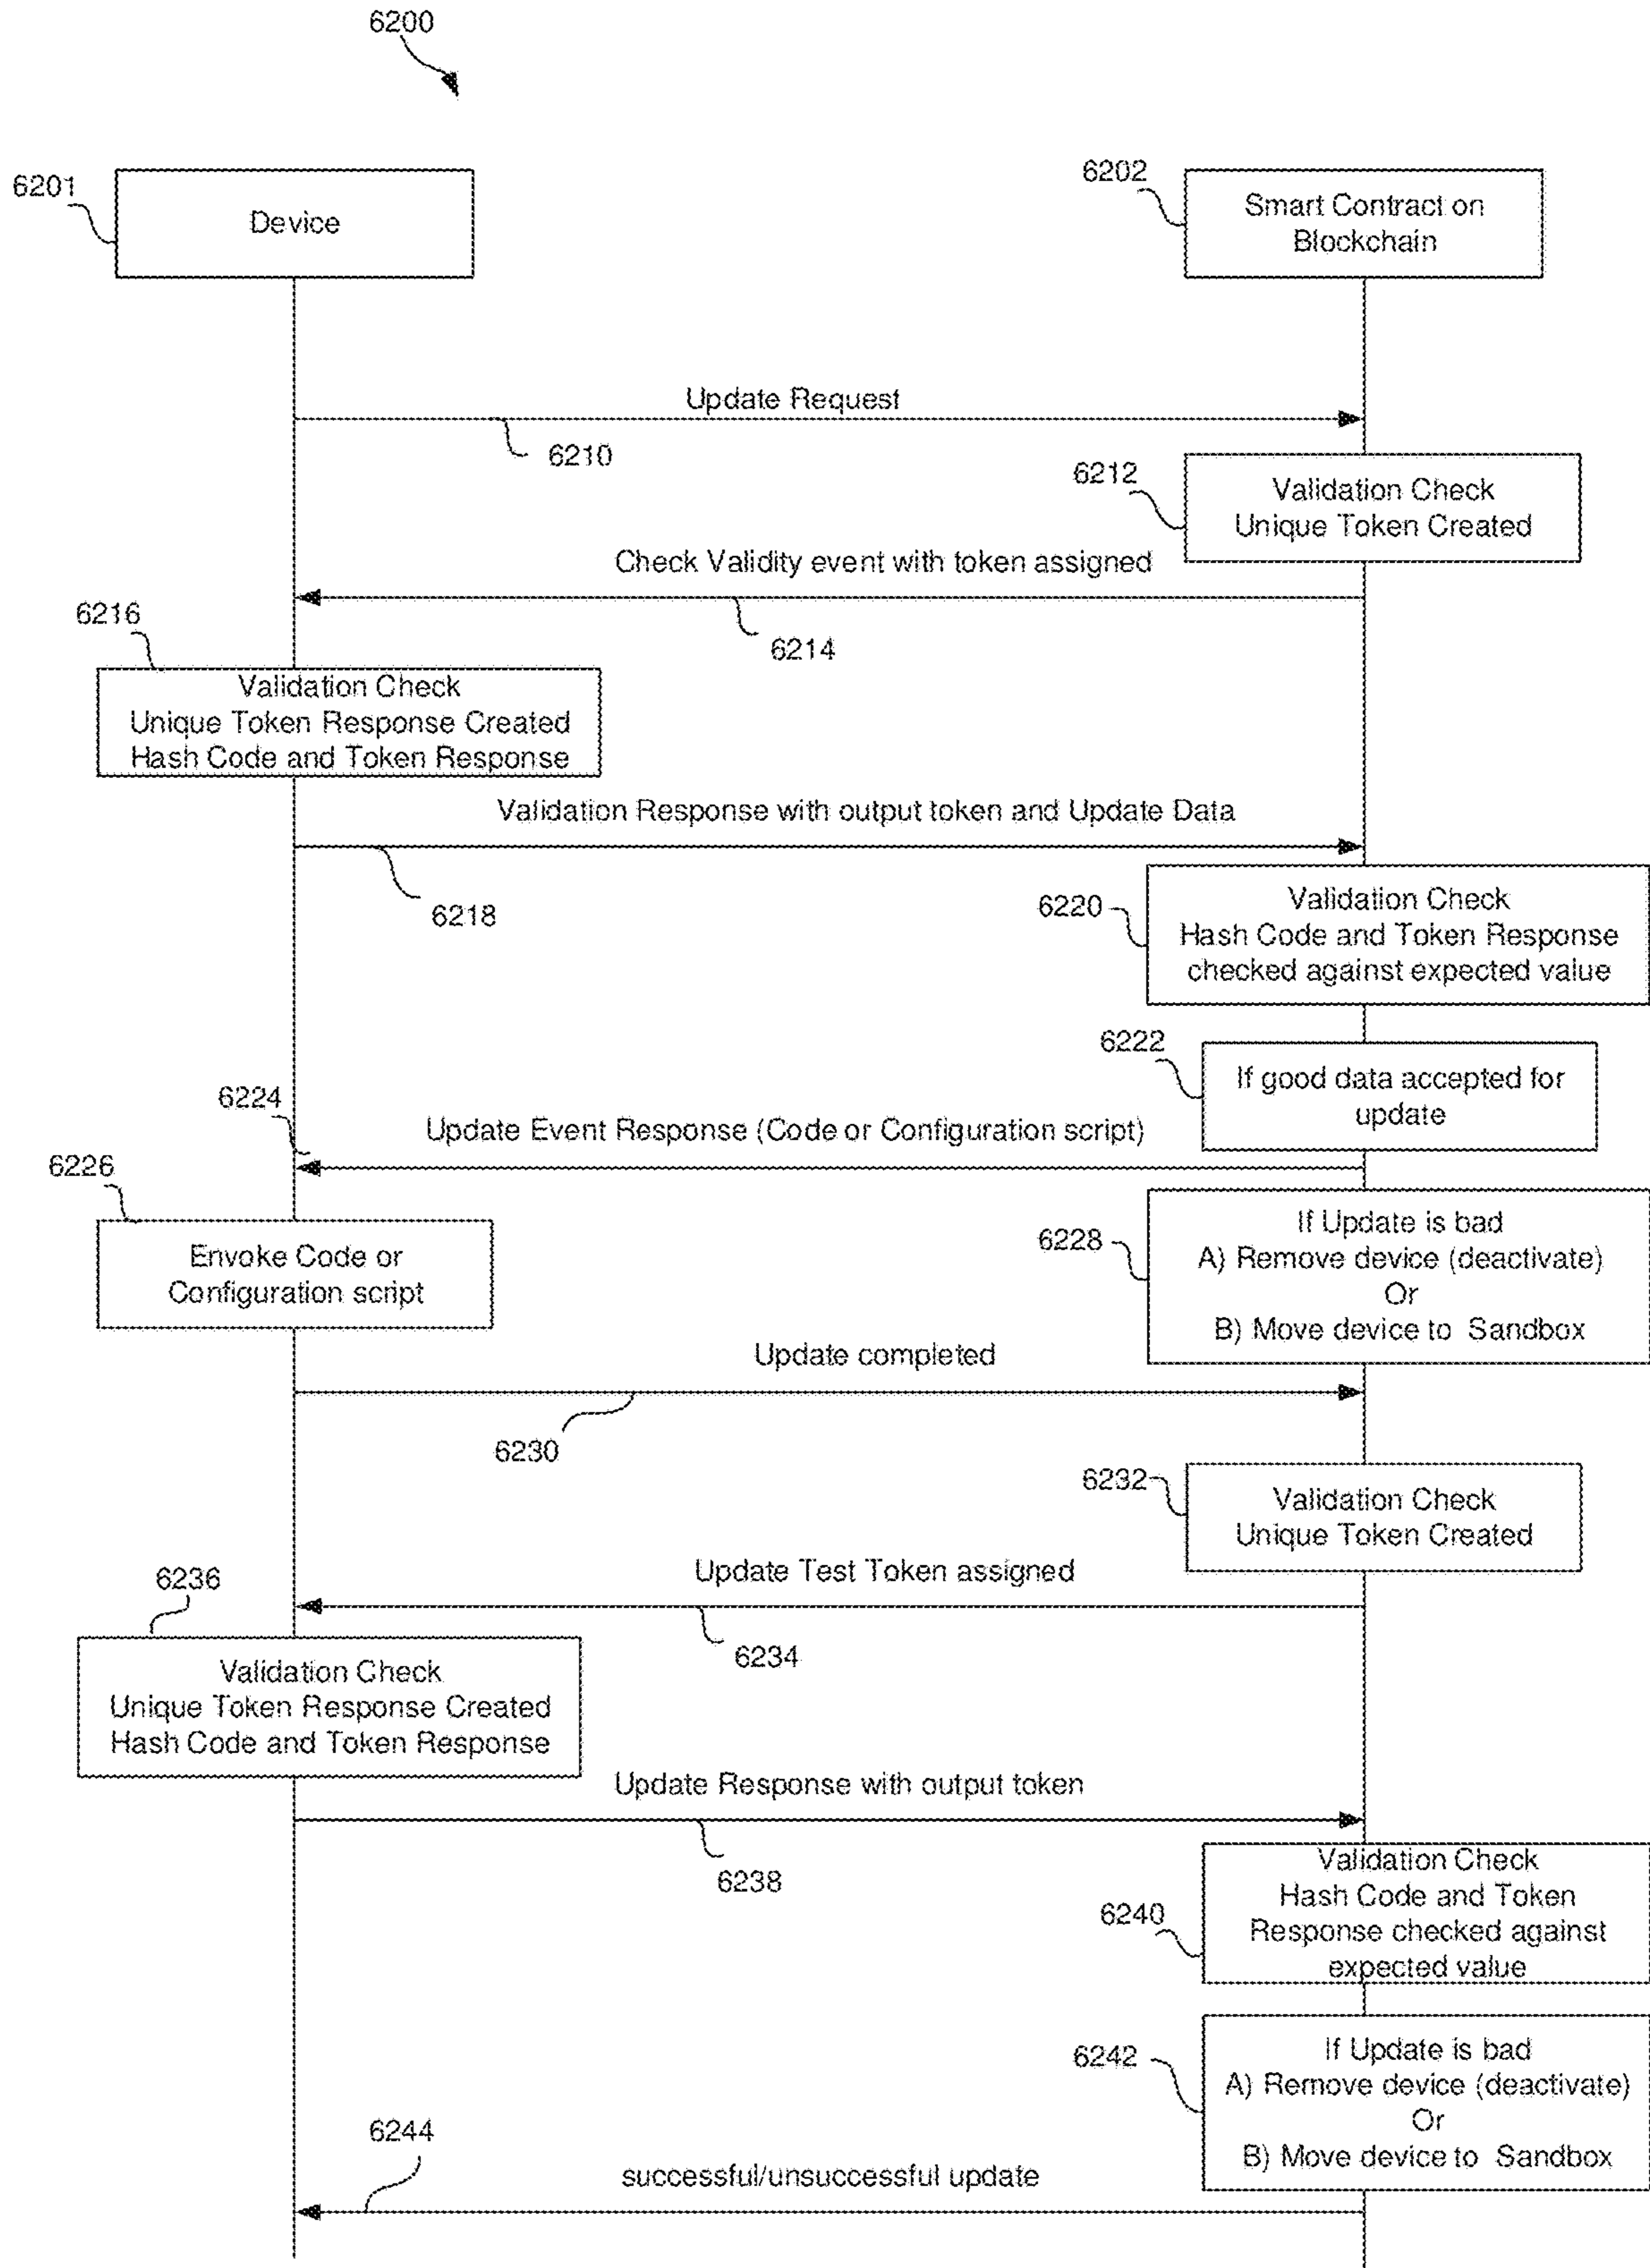 6200
6201
Device
6202
Smart Contract on
Blockchain
Update Request
6210
6212
Validation Check
Unique Token Created
Check Validity event with token assigned
6214
6216
Validation Check
Unique Token Response Created
Hash Code and Token Response
Validation Response with output token and Update Data
6218
6220
Validation Check
Hash Code and Token Response
checked against expected value
6222
If good data accepted for
update
6224
Update Event Response (Code or Configuration script)
6226
Envoke Code or
Configuration script
6228
If Update is bad
A) Remove device (deactivate)
Or
B) Move device to Sandbox
Update completed
6230
6232
Validation Check
Unique Token Created
Update Test Token assigned
6234
6236
Validation Check
Unique Token Response Created
Hash Code and Token Response
Update Response with output token
6238
6240
Validation Check
Hash Code and Token
Response checked against
expected value
6242
If Update is bad
A) Remove device (deactivate)
Or
B) Move device to Sandbox
6244
successful/unsuccessful update